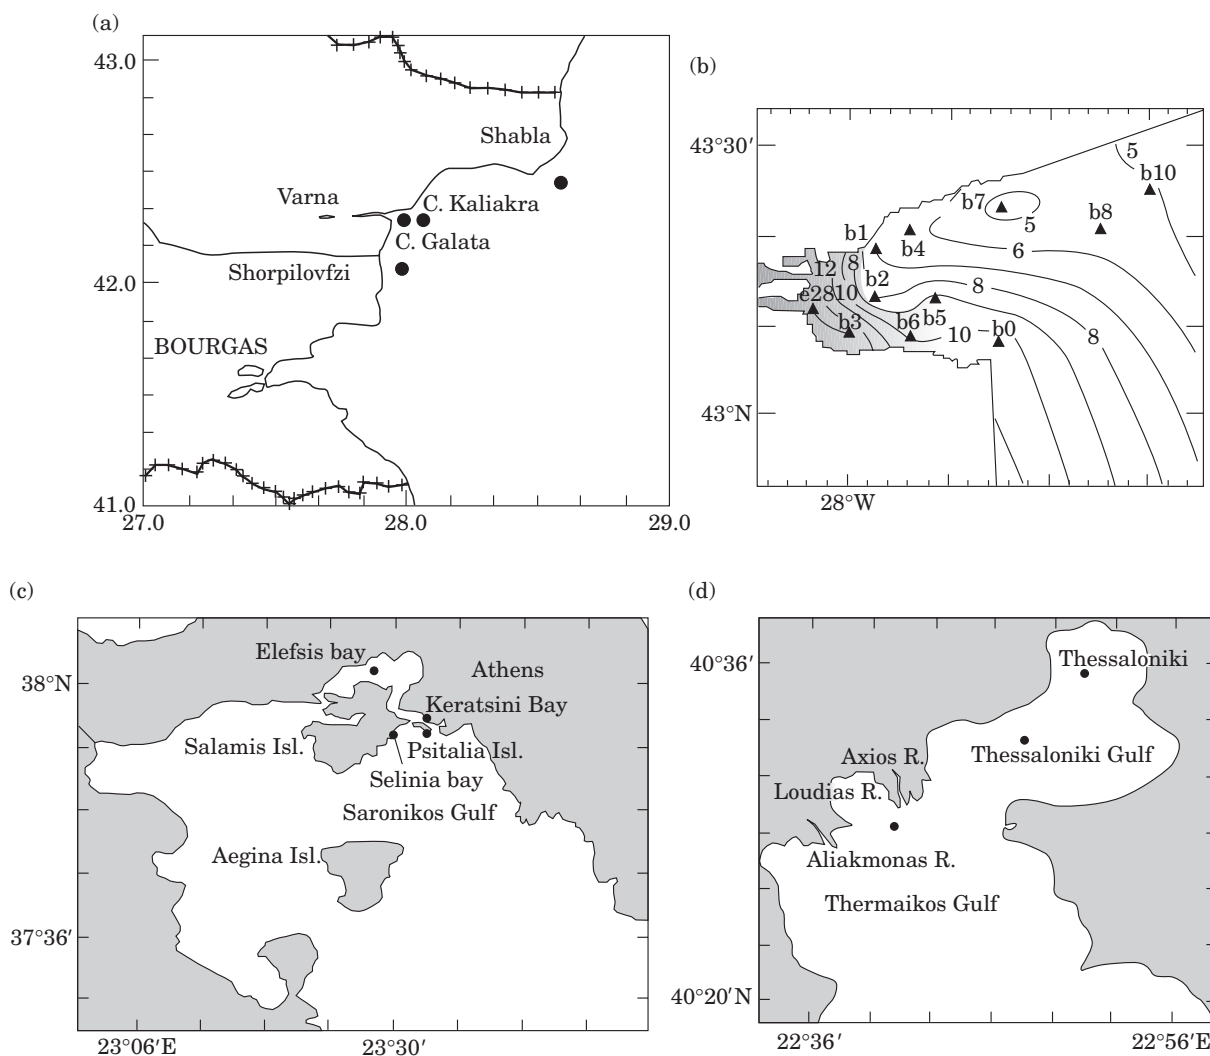 (a)
43.0
Shabla
Varna
C. Kaliakra
C. Galata
Shorpilovfzi
42.0
BOURGAS
41.0
27.0
28.0
29.0
(b)
43°30′
5
b10
b7
5
b8
b1
b4
6
12
8
b2
8
e28
10
b3
b6
b5
10
b0
8
43°N
28°W
(c)
Elefsis bay
Athens
38°N
Keratsini Bay
Salamis Isl.
Psitalia Isl.
Selinia bay
Saronikos Gulf
Aegina Isl.
37°36′
23°06′E
23°30′
(d)
40°36′
Thessaloniki
Axios R.
Thessaloniki Gulf
Loudias R.
Aliakmonas R.
Thermaikos Gulf
40°20′N
22°36′
22°56′E